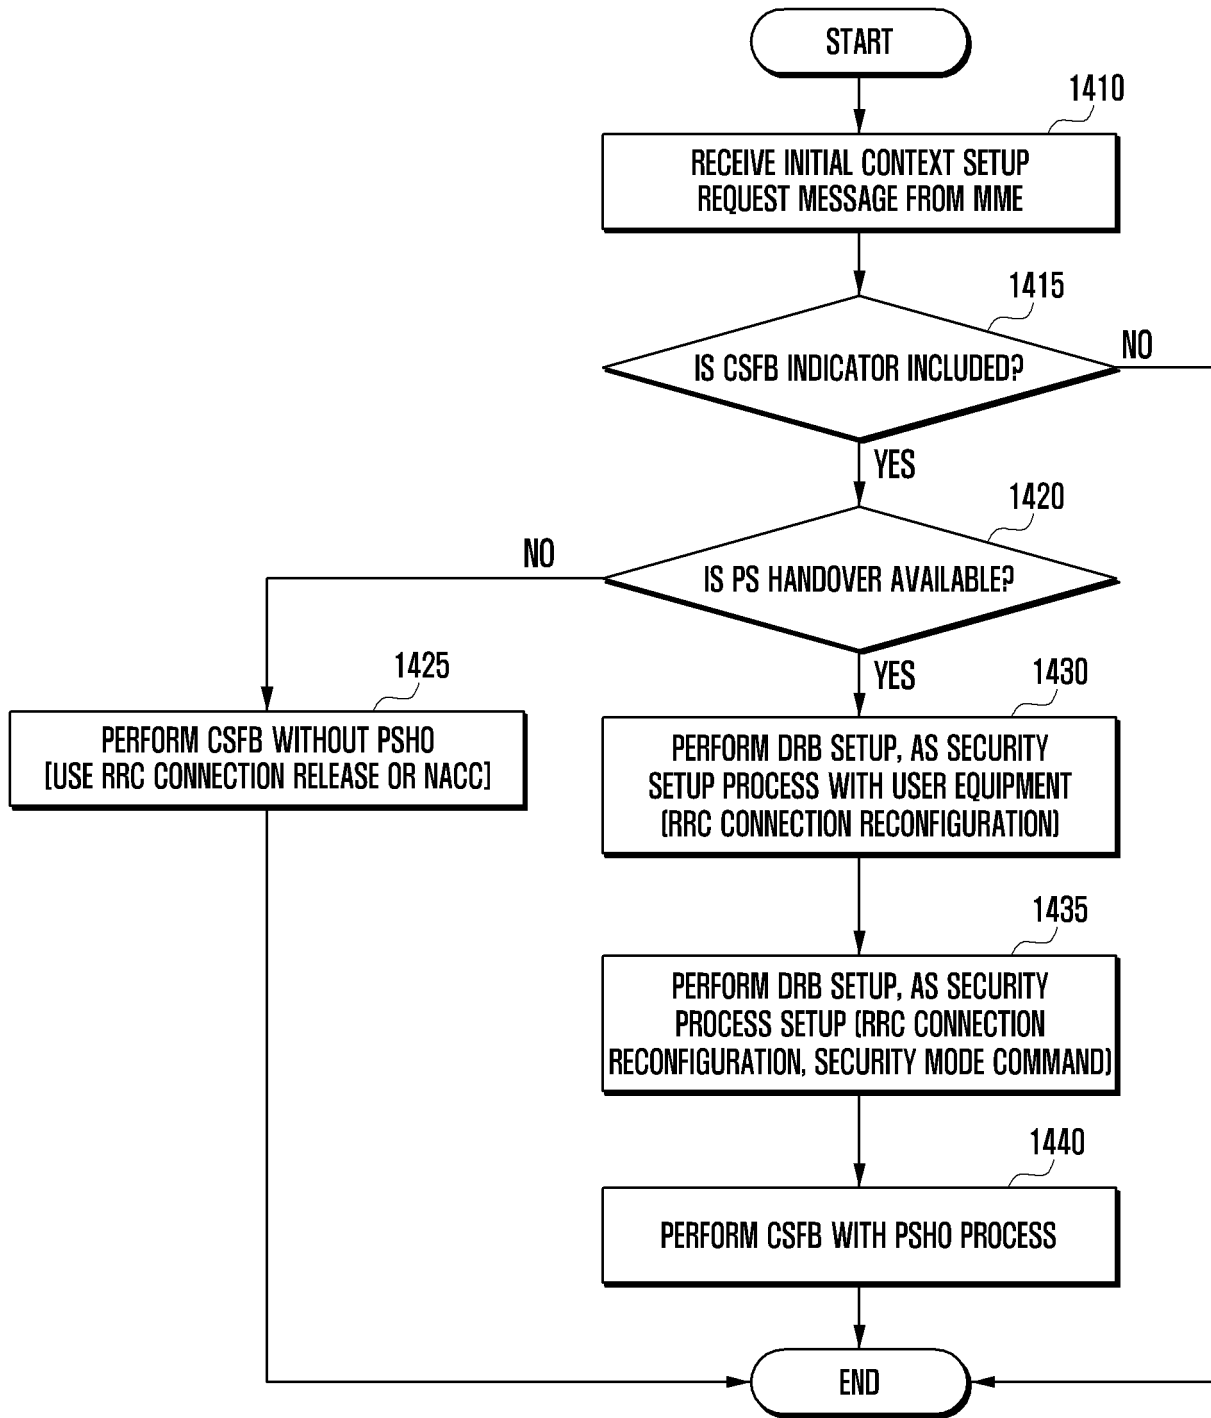 START
1410
RECEIVE INITIAL CONTEXT SETUP
REQUEST MESSAGE FROM MME
1415
IS CSFB INDICATOR INCLUDED?
NO
YES
1420
IS PS HANDOVER AVAILABLE?
NO
YES
1425
PERFORM CSFB WITHOUT PSHO
[USE RRC CONNECTION RELEASE OR NACC]
1430
PERFORM DRB SETUP, AS SECURITY
SETUP PROCESS WITH USER EQUIPMENT
(RRC CONNECTION RECONFIGURATION)
1435
PERFORM DRB SETUP, AS SECURITY
PROCESS SETUP (RRC CONNECTION
RECONFIGURATION, SECURITY MODE COMMAND)
1440
PERFORM CSFB WITH PSHO PROCESS
END